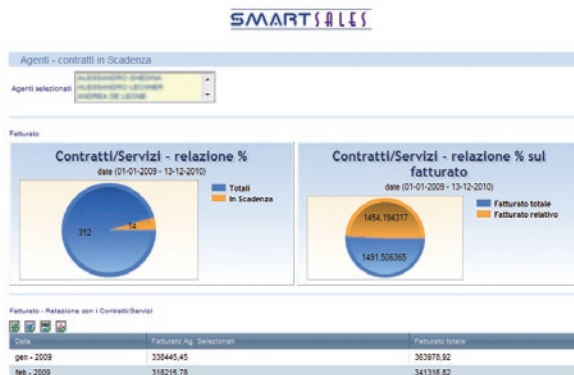 SMARTSALES
Agenti - contratti in Scadenza
Agenti selezionati
Fatturato
Contratti/Servizi - relazione %
date (01-01-2009 - 13-12-2010)
312
14
Totali
In Scadenza
Contratti/Servizi - relazione % sul
fatturato
date (01-01-2009 - 13-12-2010)
1454,194317
1491,506365
Fatturato totale
Fatturato relativo
Fatturato - Relazione con i Contratti/Servizi
Data Fatturato Ag. Selezionati Fatturato totale
gen - 2009 338445,45 363978,92
feb - 2009 318215,78 341316,82